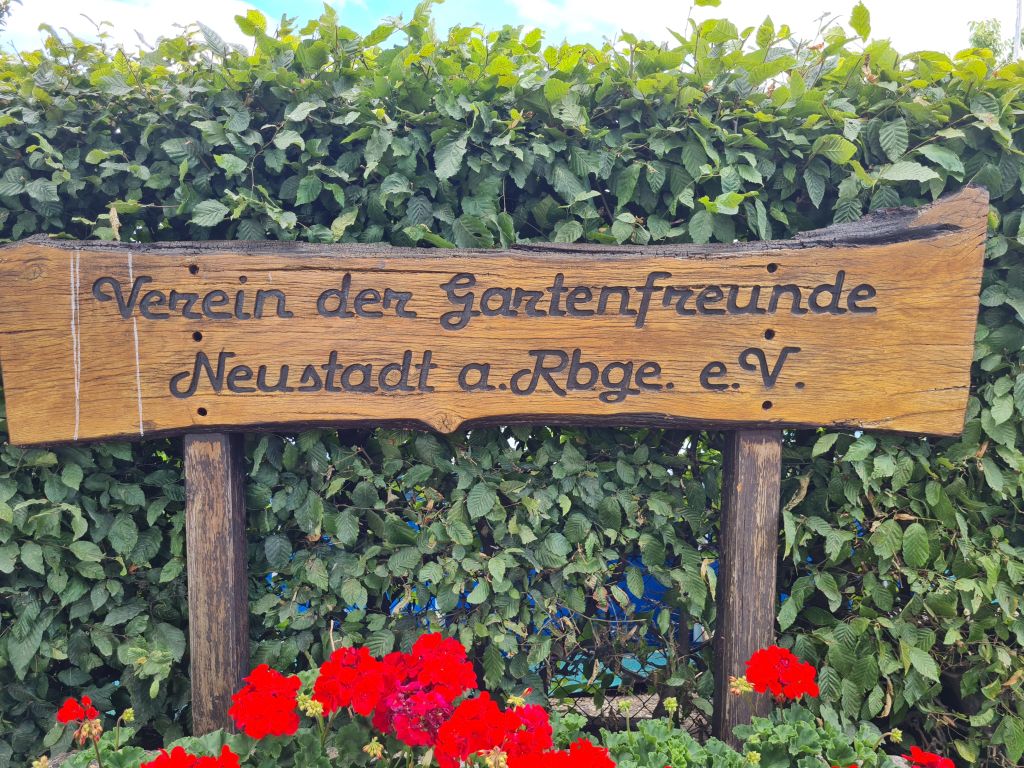 Verein der Gartenfreunde
Neustadt a. Rbge. e.V.